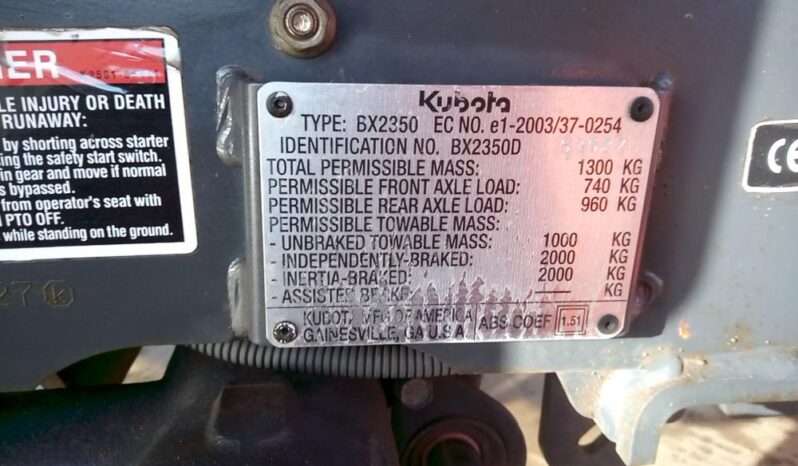 IER
LE INJURY OR DEATH
RUNAWAY:
by shorting across starter
ing the safety start switch.
in gear and move if normal
s bypassed.
from operator's seat with
PTO OFF.
while standing on the ground.
27
Kubota
TYPE: BX2350 EC NO. e1-2003/37-0254
IDENTIFICATION NO. BX2350D
TOTAL PERMISSIBLE MASS: 1300 KG
PERMISSIBLE FRONT AXLE LOAD: 740 KG
PERMISSIBLE REAR AXLE LOAD: 960 KG
PERMISSIBLE TOWABLE MASS:
- UNBRAKED TOWABLE MASS: 1000 KG
- INDEPENDENTLY-BRAKED: 2000 KG
- INERTIA-BRAKED: 2000 KG
- ASSISTED BRAKE: —— KG
KUBOTA MFG OF AMERICA
GAINESVILLE, GA U.S.A
ABS.COEF 1.51
CE